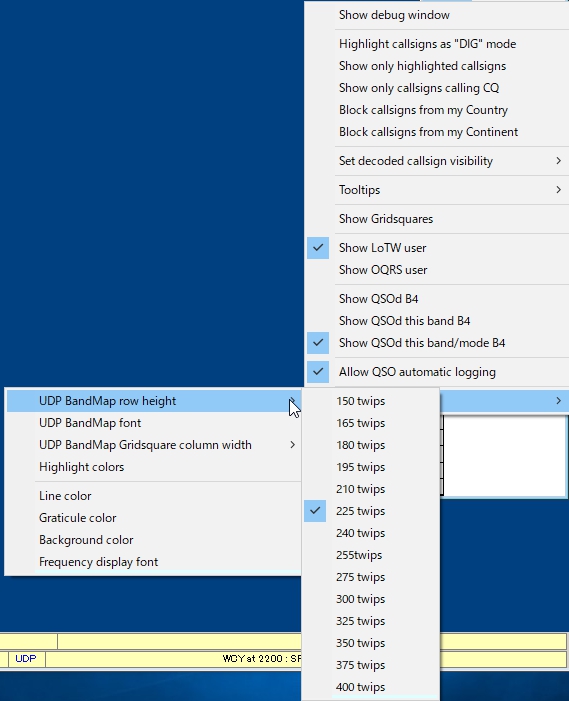 Show debug window
Highlight callsigns as "DIG" mode
Show only highlighted callsigns
Show only callsigns calling CQ
Block callsigns from my Country
Block callsigns from my Continent
Set decoded callsign visibility
Tooltips
Show Gridsquares
Show LoTW user
Show OQRS user
Show QSOd B4
Show QSOd this band B4
Show QSOd this band/mode B4
Allow QSO automatic logging
UDP BandMap row height
UDP BandMap font
UDP BandMap Gridsquare column width
Highlight colors
Line color
Graticule color
Background color
Frequency display font
150 twips
165 twips
180 twips
195 twips
210 twips
225 twips
240 twips
255twips
275 twips
300 twips
325 twips
350 twips
375 twips
400 twips
UDP
WCY at 2200 : SF